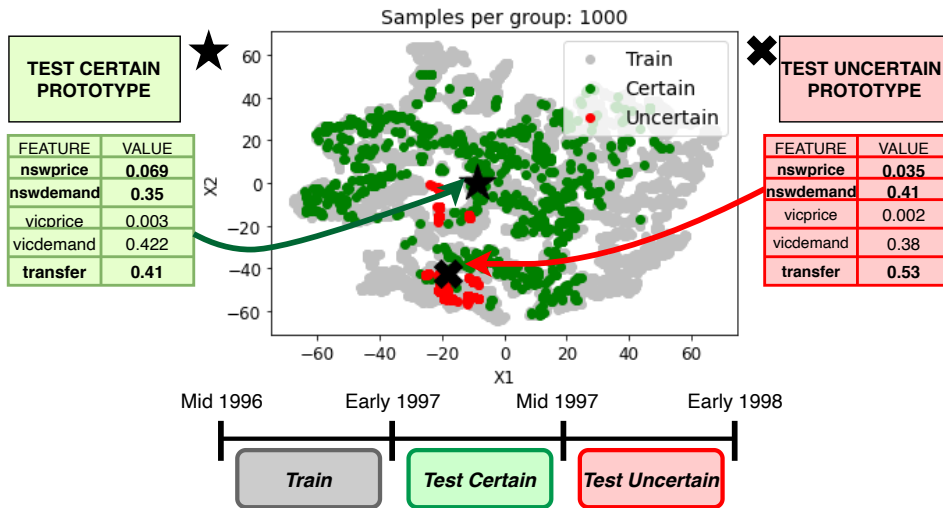 Samples per group: 1000
TEST CERTAIN
PROTOTYPE
TEST UNCERTAIN
PROTOTYPE
Train
Certain
Uncertain
FEATURE VALUE
nswprice 0.069
nswdemand 0.35
vicprice 0.003
vicdemand 0.422
transfer 0.41
FEATURE VALUE
nswprice 0.035
nswdemand 0.41
vicprice 0.002
vicdemand 0.38
transfer 0.53
X2
60
40
20
0
−20
−40
−60
−60 −40 −20 0 20 40 60
X1
Mid 1996 Early 1997 Mid 1997 Early 1998
Train Test Certain Test Uncertain